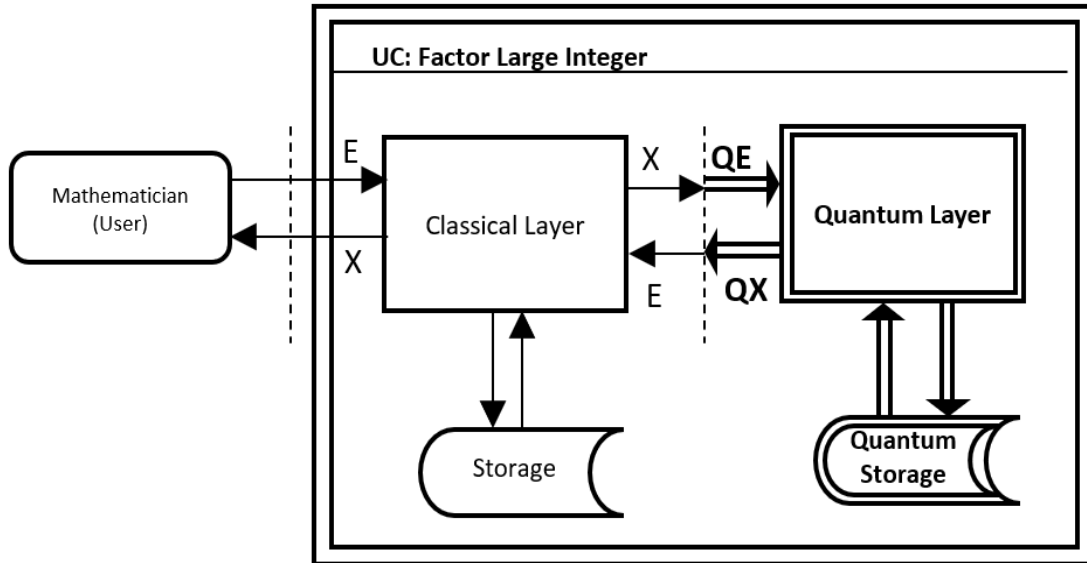 UC: Factor Large Integer
Mathematician
(User)
E
X
Classical Layer
X
E
QE
QX
Quantum Layer
Storage
Quantum
Storage